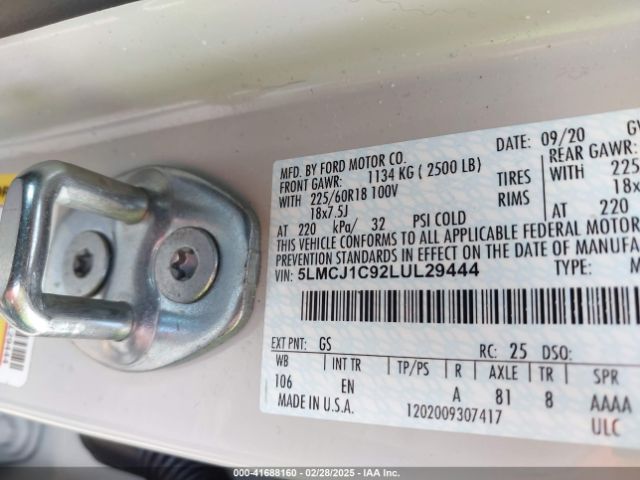 MFD. BY FORD MOTOR CO.
DATE: 09/20
FRONT GAWR: 1134 KG ( 2500 LB)
REAR GAWR:
WITH 225/60R18 100V TIRES
WITH 225
18x7.5J RIMS
AT 220 kPa/ 32 PSI COLD
AT 220
THIS VEHICLE CONFORMS TO ALL APPLICABLE FEDERAL MOTOR
PREVENTION STANDARDS IN EFFECT ON THE DATE OF MANUFA
VIN: 5LMCJ1C92LUL29444
TYPE:
EXT PNT: GS RC: 25 DSO:
WB INT TR TP/PS R AXLE TR SPR
106 EN A 81 8 AAAA
MADE IN U.S.A. 1202009307417 ULC
00-41688160 | 02/28/2025 - IAA Inc.